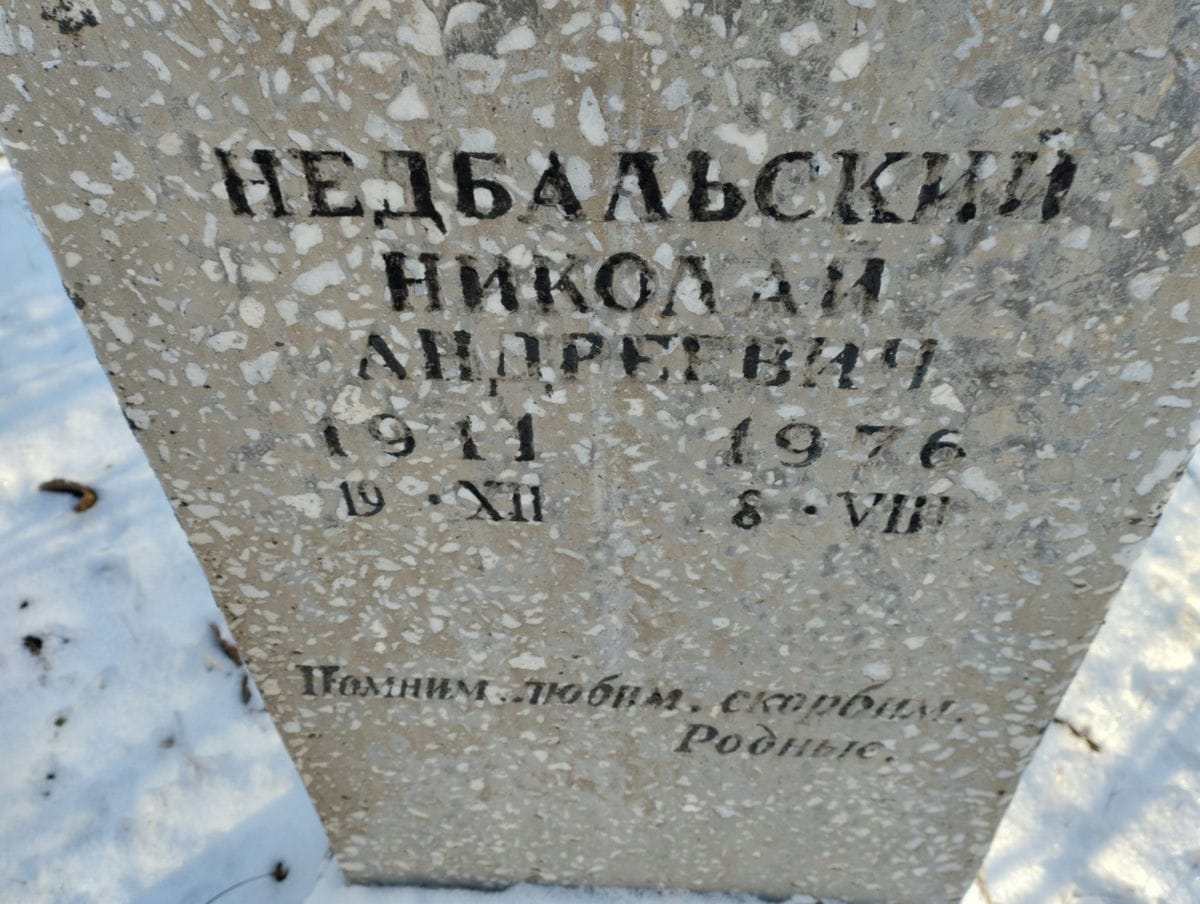 НЕДБАЛЬСКИЙ
НИКОЛАЙ
АНДРЕЕВИЧ
1911 1976
19 · XII 8 · VIII
Помним, любим, скорбим.
Родные.